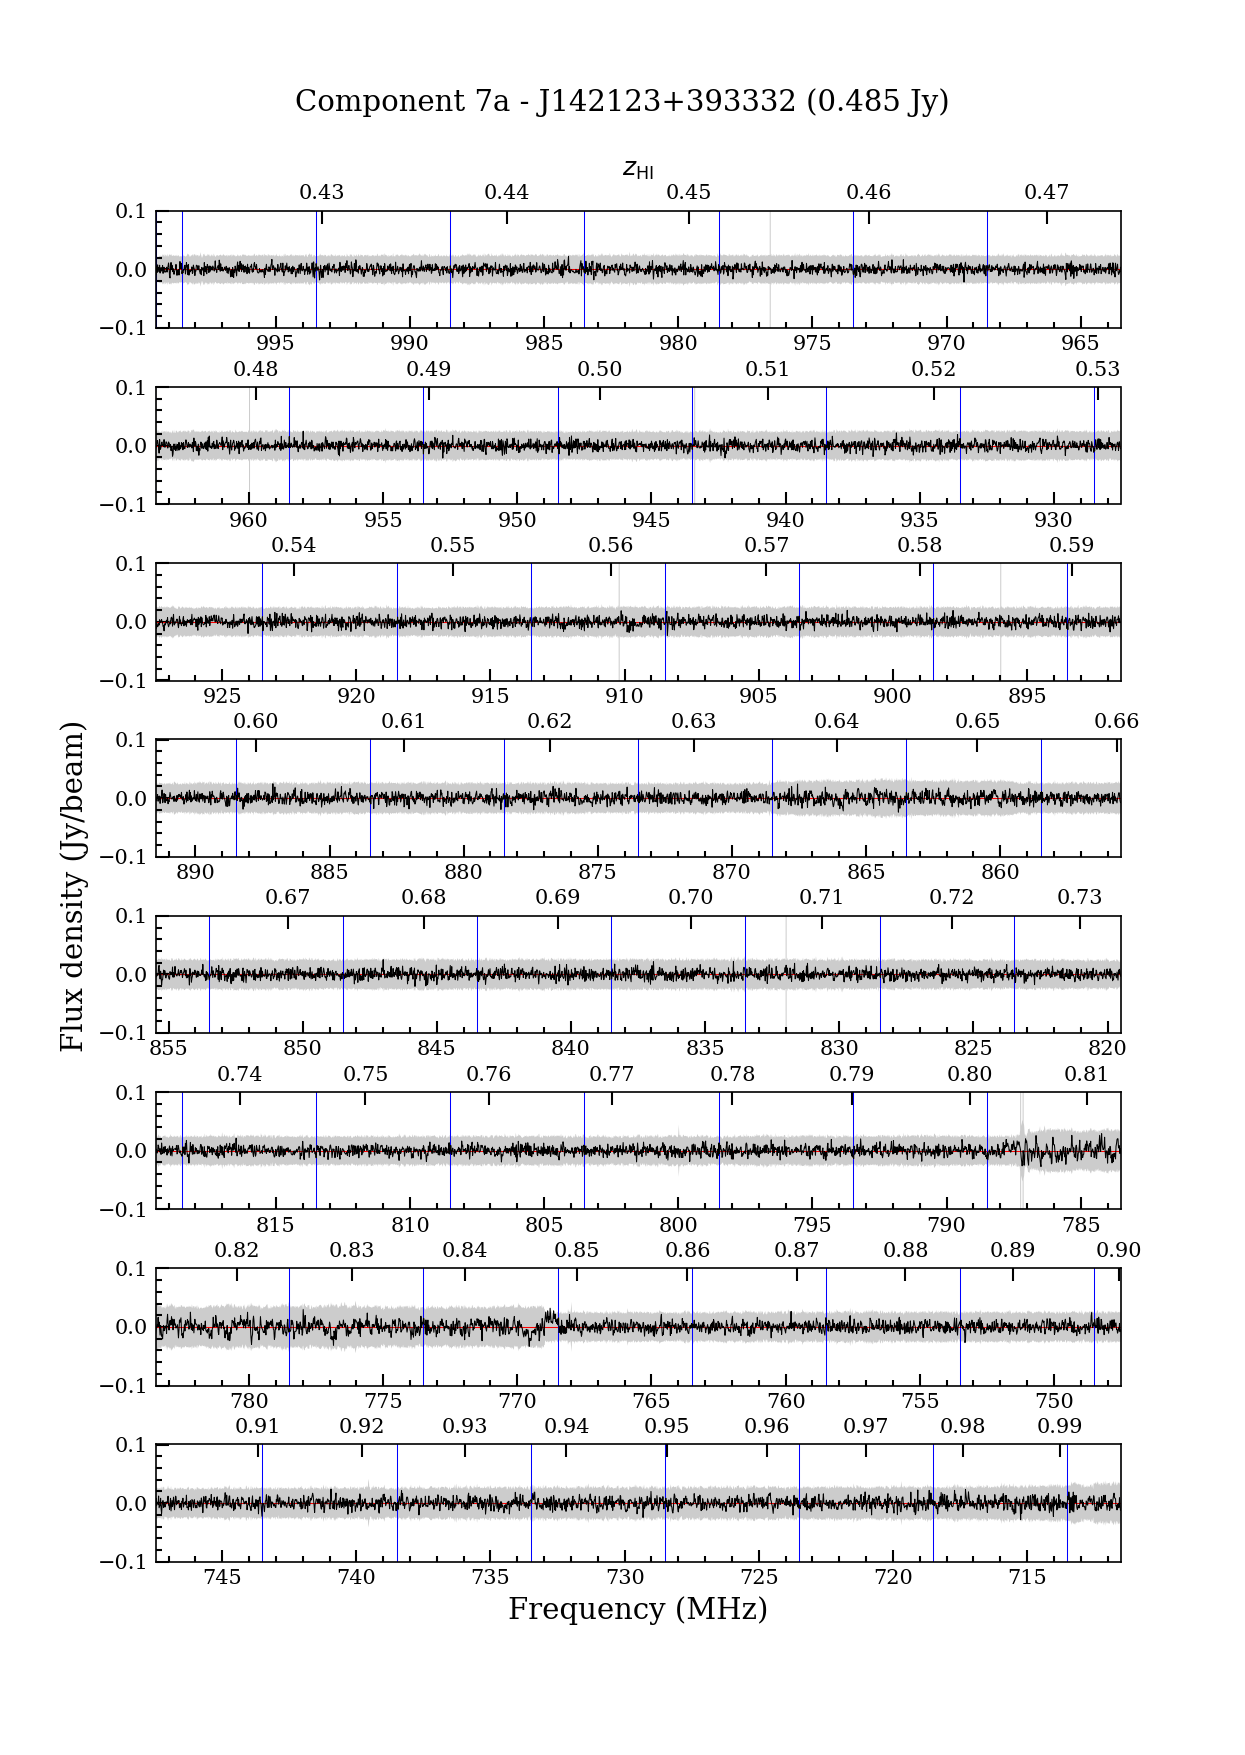 Component 7a - J142123+393332 (0.485 Jy)
z_HI
0.43 0.44 0.45 0.46 0.47
0.1
0.0
−0.1
995 990 985 980 975 970 965
0.48 0.49 0.50 0.51 0.52 0.53
0.1
0.0
−0.1
960 955 950 945 940 935 930
0.54 0.55 0.56 0.57 0.58 0.59
0.1
0.0
−0.1
925 920 915 910 905 900 895
0.60 0.61 0.62 0.63 0.64 0.65 0.66
0.1
0.0
−0.1
890 885 880 875 870 865 860
Flux density (Jy/beam)
0.67 0.68 0.69 0.70 0.71 0.72 0.73
0.1
0.0
−0.1
855 850 845 840 835 830 825 820
0.74 0.75 0.76 0.77 0.78 0.79 0.80 0.81
0.1
0.0
−0.1
815 810 805 800 795 790 785
0.82 0.83 0.84 0.85 0.86 0.87 0.88 0.89 0.90
0.1
0.0
−0.1
780 775 770 765 760 755 750
0.91 0.92 0.93 0.94 0.95 0.96 0.97 0.98 0.99
0.1
0.0
−0.1
745 740 735 730 725 720 715
Frequency (MHz)